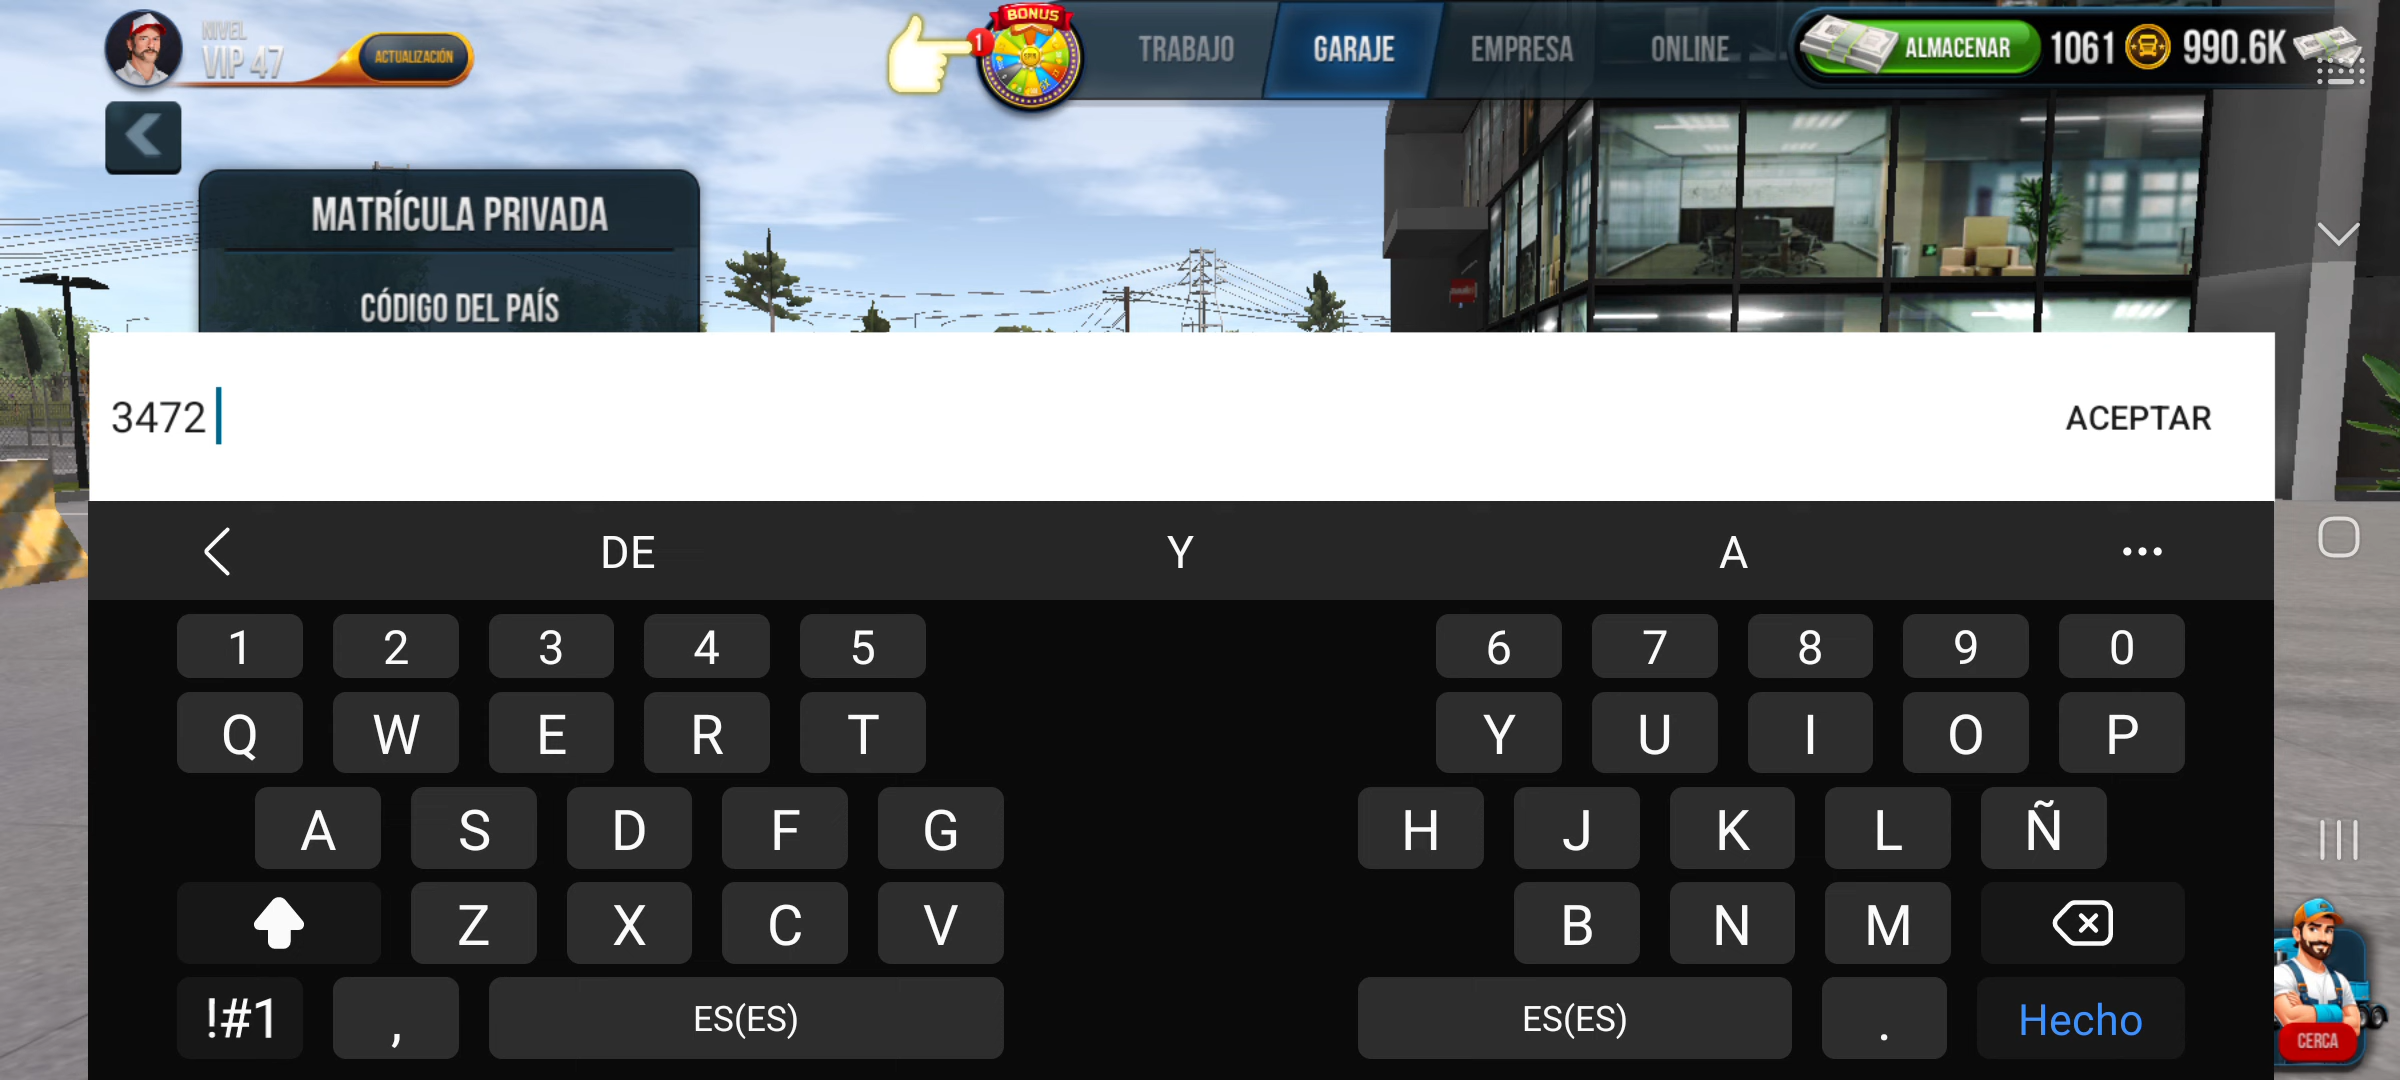 NIVEL
VIP 47
ACTUALIZACIÓN
1
BONUS
TRABAJO
GARAJE
EMPRESA
ONLINE
ALMACENAR
1061
990.6K
MATRÍCULA PRIVADA
CÓDIGO DEL PAÍS
3472
ACEPTAR
DE Y A
1 2 3 4 5 6 7 8 9 0
Q W E R T Y U I O P
A S D F G H J K L Ñ
Z X C V B N M
!#1 , ES(ES) ES(ES) . Hecho
CERCA